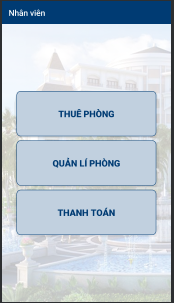 Nhân viên
THUÊ PHÒNG
QUẢN LÍ PHÒNG
THANH TOÁN